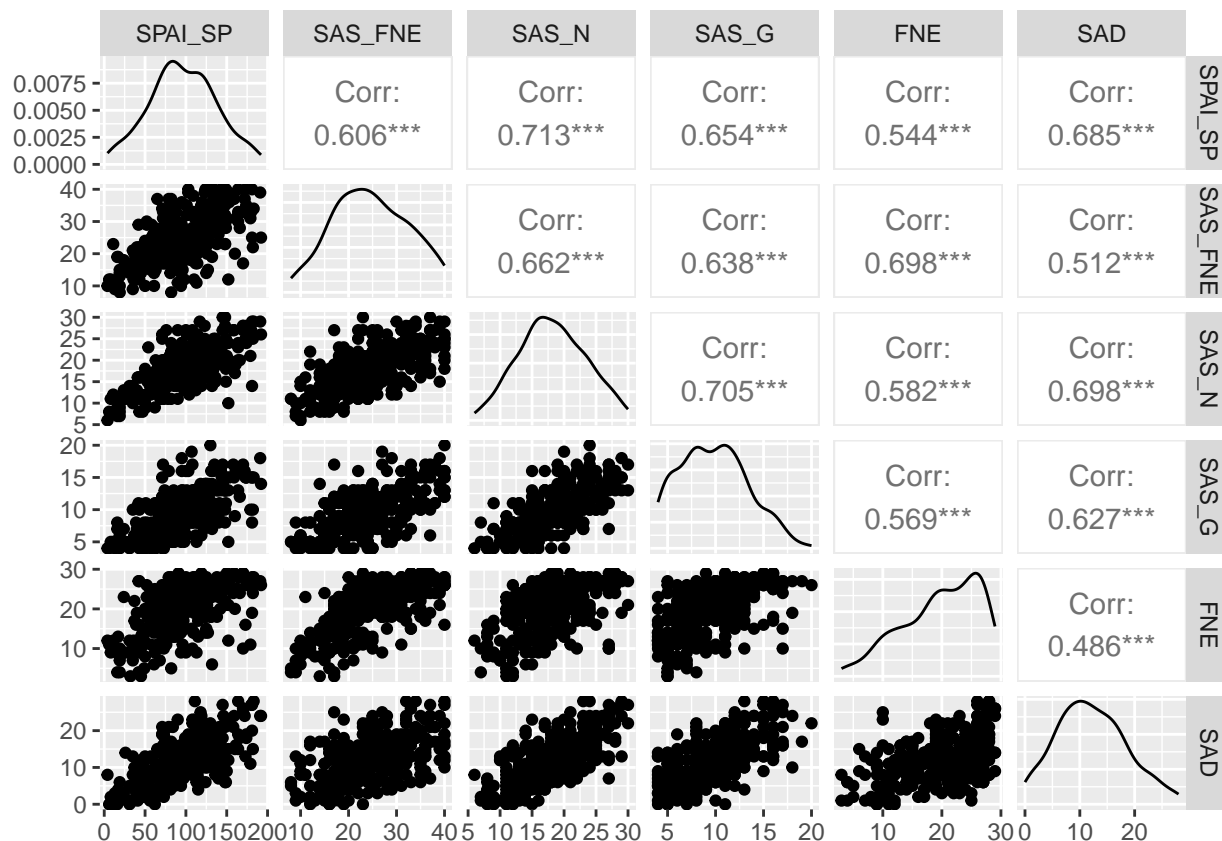 SPAI_SP SAS_FNE SAS_N SAS_G FNE SAD
0.0075
0.0050
0.0025
0.0000
Corr: Corr: Corr: Corr: Corr:
0.606*** 0.713*** 0.654*** 0.544*** 0.685***
SPAI_SP
40
30
20
10
Corr: Corr: Corr: Corr:
0.662*** 0.638*** 0.698*** 0.512***
SAS_FNE
30
25
20
15
10
5
Corr: Corr: Corr:
0.705*** 0.582*** 0.698***
SAS_N
20
15
10
5
Corr: Corr:
0.569*** 0.627***
SAS_G
30
20
10
Corr:
0.486***
FNE
20
10
0
SAD
0 50 100 150 200 10 20 30 40 5 10 15 20 25 30 5 10 15 20 10 20 30 0 10 20